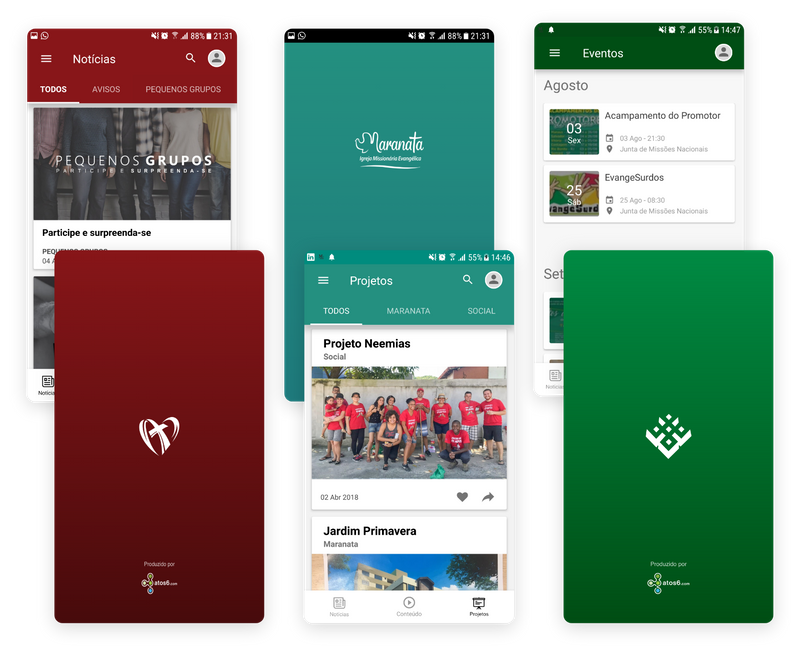 88% 21:31
Notícias
TODOS AVISOS PEQUENOS GRUPOS
PEQUENOS GRUPOS
PARTICIPE E SURPREENDA-SE
Participe e surpreenda-se
PEQUENOS GRUPOS
04 A
Notícias
Produzido por
atos6.com
88% 21:31
Maranata
Igreja Missionária Evangélica
55% 14:46
Projetos
TODOS MARANATA SOCIAL
Projeto Neemias
Social
02 Abr 2018
Jardim Primavera
Maranata
Notícias Conteúdo Projetos
55% 14:47
Eventos
Agosto
03
Sex
Acampamento do Promotor
03 Ago - 21:30
Junta de Missões Nacionais
25
Sáb
EvangeSurdos
25 Ago - 08:30
Junta de Missões Nacionais
Set
Notícias
Produzido por
atos6.com